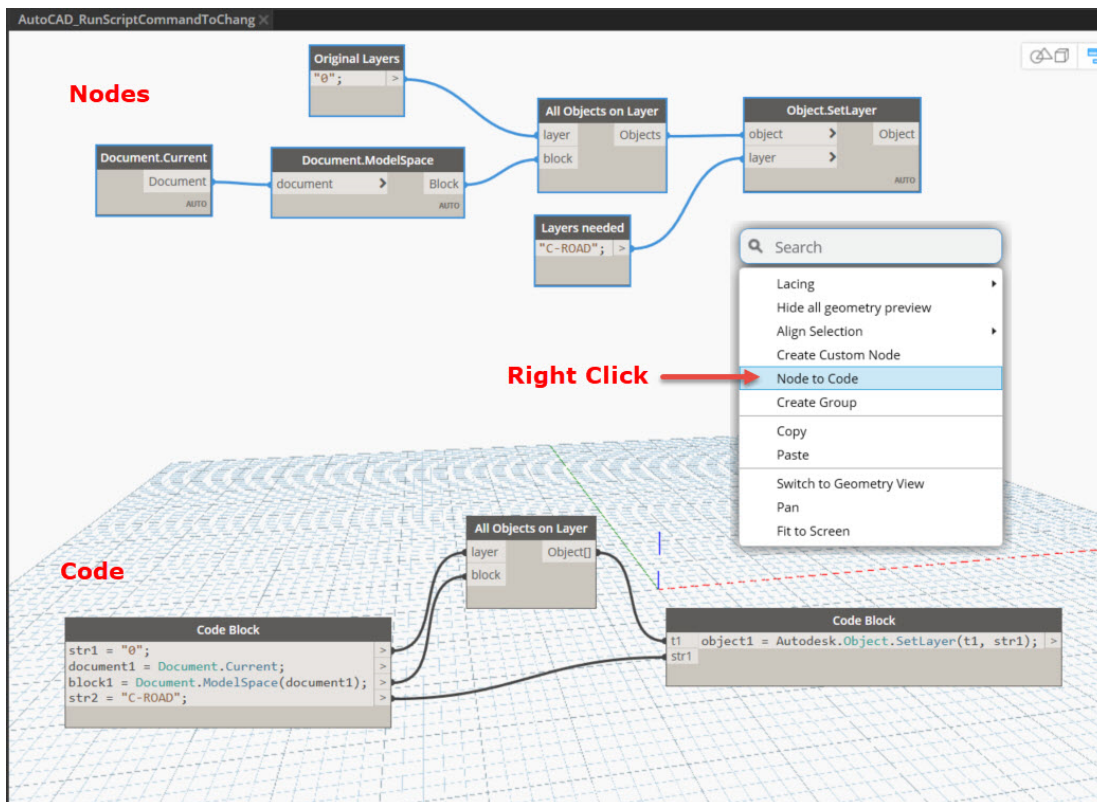 AutoCAD_RunScriptCommandToChang
Original Layers
"0"; >
Nodes
All Objects on Layer
layer Objects
block
Object.SetLayer
object > Object
layer >
AUTO
Document.Current
Document
AUTO
Document.ModelSpace
document > Block
AUTO
Layers needed
"C-ROAD"; >
Search
Lacing
Hide all geometry preview
Align Selection
Create Custom Node
Right Click
Node to Code
Create Group
Copy
Paste
Switch to Geometry View
Pan
Fit to Screen
All Objects on Layer
layer Object[]
block
Code
Code Block
str1 = "0"; >
document1 = Document.Current; >
block1 = Document.ModelSpace(document1); >
str2 = "C-ROAD"; >
Code Block
t1 object1 = Autodesk.Object.SetLayer(t1, str1); >
str1